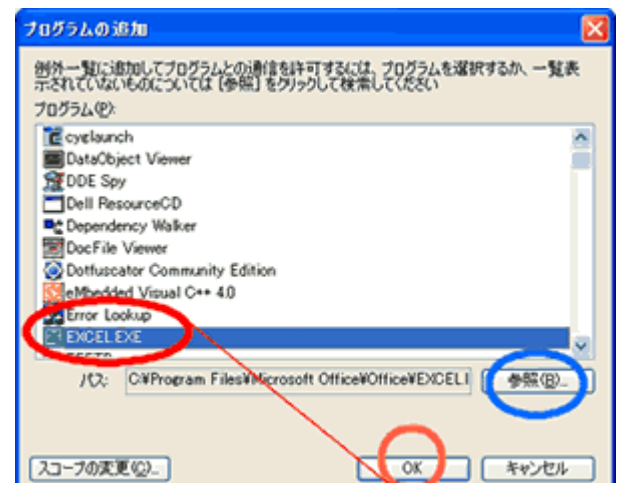 プログラムの追加
例外一覧に追加してプログラムとの通信を許可するには、プログラムを選択するか、一覧表
示されていないものについては [参照] をクリックして検索してください
プログラム(P):
cyglaunch
DataObject Viewer
DDE Spy
Dell ResourceCD
Dependency Walker
DocFile Viewer
Dotfuscator Community Edition
eMbedded Visual C++ 4.0
Error Lookup
EXCEL.EXE
パス: C:¥Program Files¥Microsoft Office¥Office¥EXCEL.E 参照(B)...
スコープの変更(C)... OK キャンセル